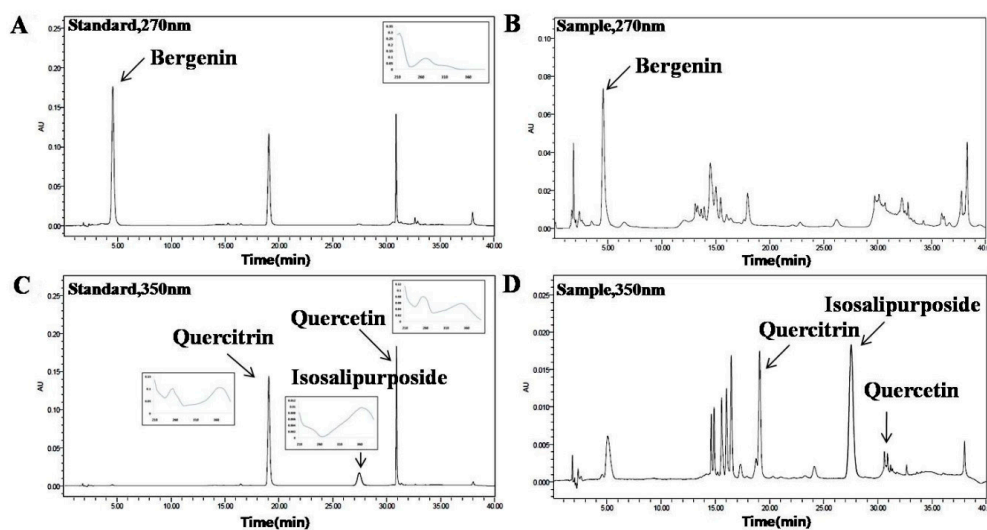 A
Standard,270nm
0.25
0.20
0.15
0.10
0.05
0.00
AU
Bergenin
5.00 10.00 15.00 20.00 25.00 30.00 35.00 40.00
Time(min)
B
Sample,270nm
0.10
0.08
0.06
0.04
0.02
0.00
AU
Bergenin
5.00 10.00 15.00 20.00 25.00 30.00 35.00 40.00
Time(min)
C
Standard,350nm
0.25
0.20
0.15
0.10
0.05
0.00
AU
Quercetin
Quercitrin
Isosalipurposide
5.00 10.00 15.00 20.00 25.00 30.00 35.00 40.00
Time(min)
D
Sample,350nm
0.025
0.020
0.015
0.010
0.005
0.000
AU
Isosalipurposide
Quercitrin
Quercetin
5.00 10.00 15.00 20.00 25.00 30.00 35.00 40.00
Time(min)